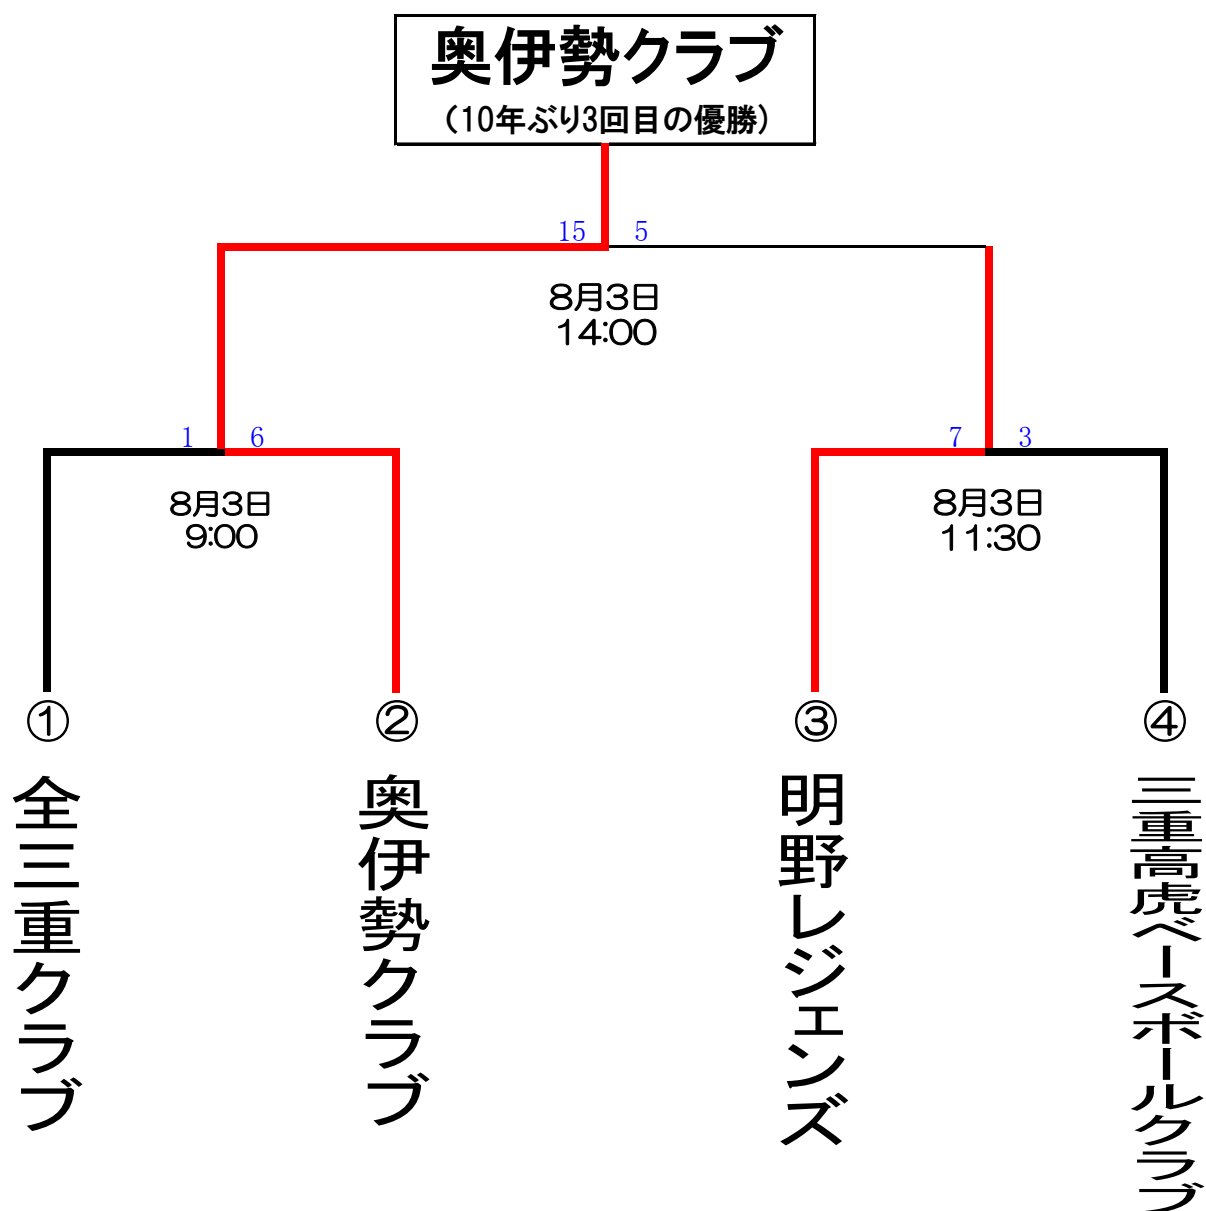 奥伊勢クラブ
（10年ぶり3回目の優勝）
15 5
8月3日
14:00
1 6
7 3
8月3日
9:00
8月3日
11:30
①
②
③
④
全三重クラブ
奥伊勢クラブ
明野レジェンズ
三重高虎ベースボールクラブ